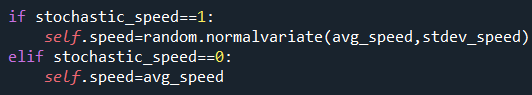 if stochastic_speed==1:
    self.speed=random.normalvariate(avg_speed,stdev_speed)
elif stochastic_speed==0:
    self.speed=avg_speed